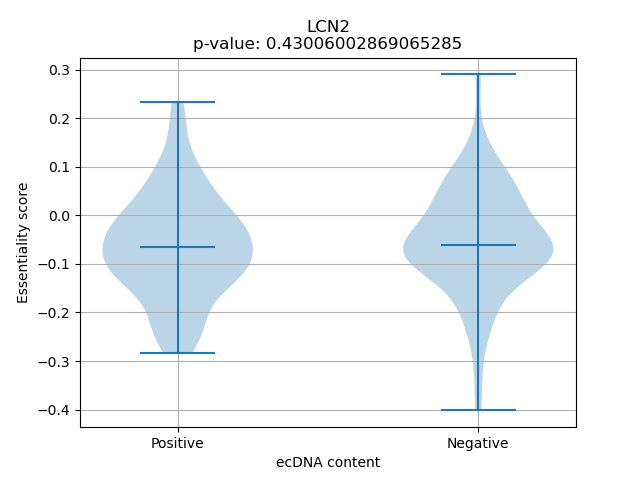 LCN2
p-value: 0.43006002869065285
0.3
0.2
0.1
0.0
−0.1
−0.2
−0.3
−0.4
Essentiality score
Positive
Negative
ecDNA content